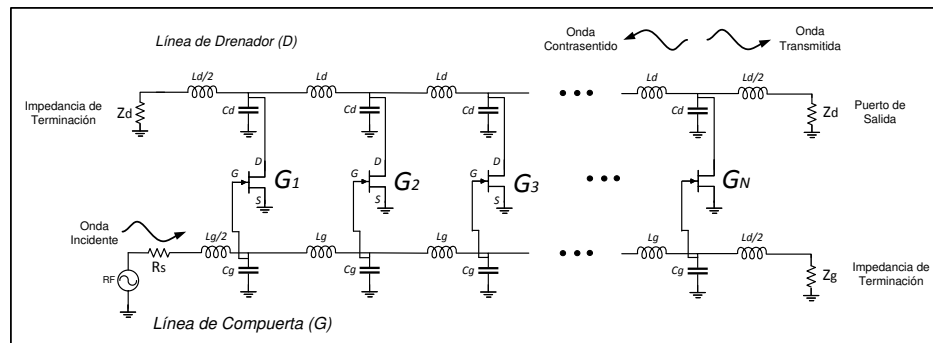 Línea de Drenador (D)
Onda
Contrasentido
Onda
Transmitida
Ld/2
Ld
Ld
Ld
Ld/2
Impedancia de
Terminación
Zd
Cd
Cd
Cd
Cd
Zd
Puerto de
Salida
D
D
D
D
G
G1
G
G2
G
G3
G
GN
S
S
S
S
Onda
Incidente
Rs
Lg/2
Lg
Lg
Lg
Ld/2
RF
Cg
Cg
Cg
Cg
Zg
Impedancia de
Terminación
Línea de Compuerta (G)